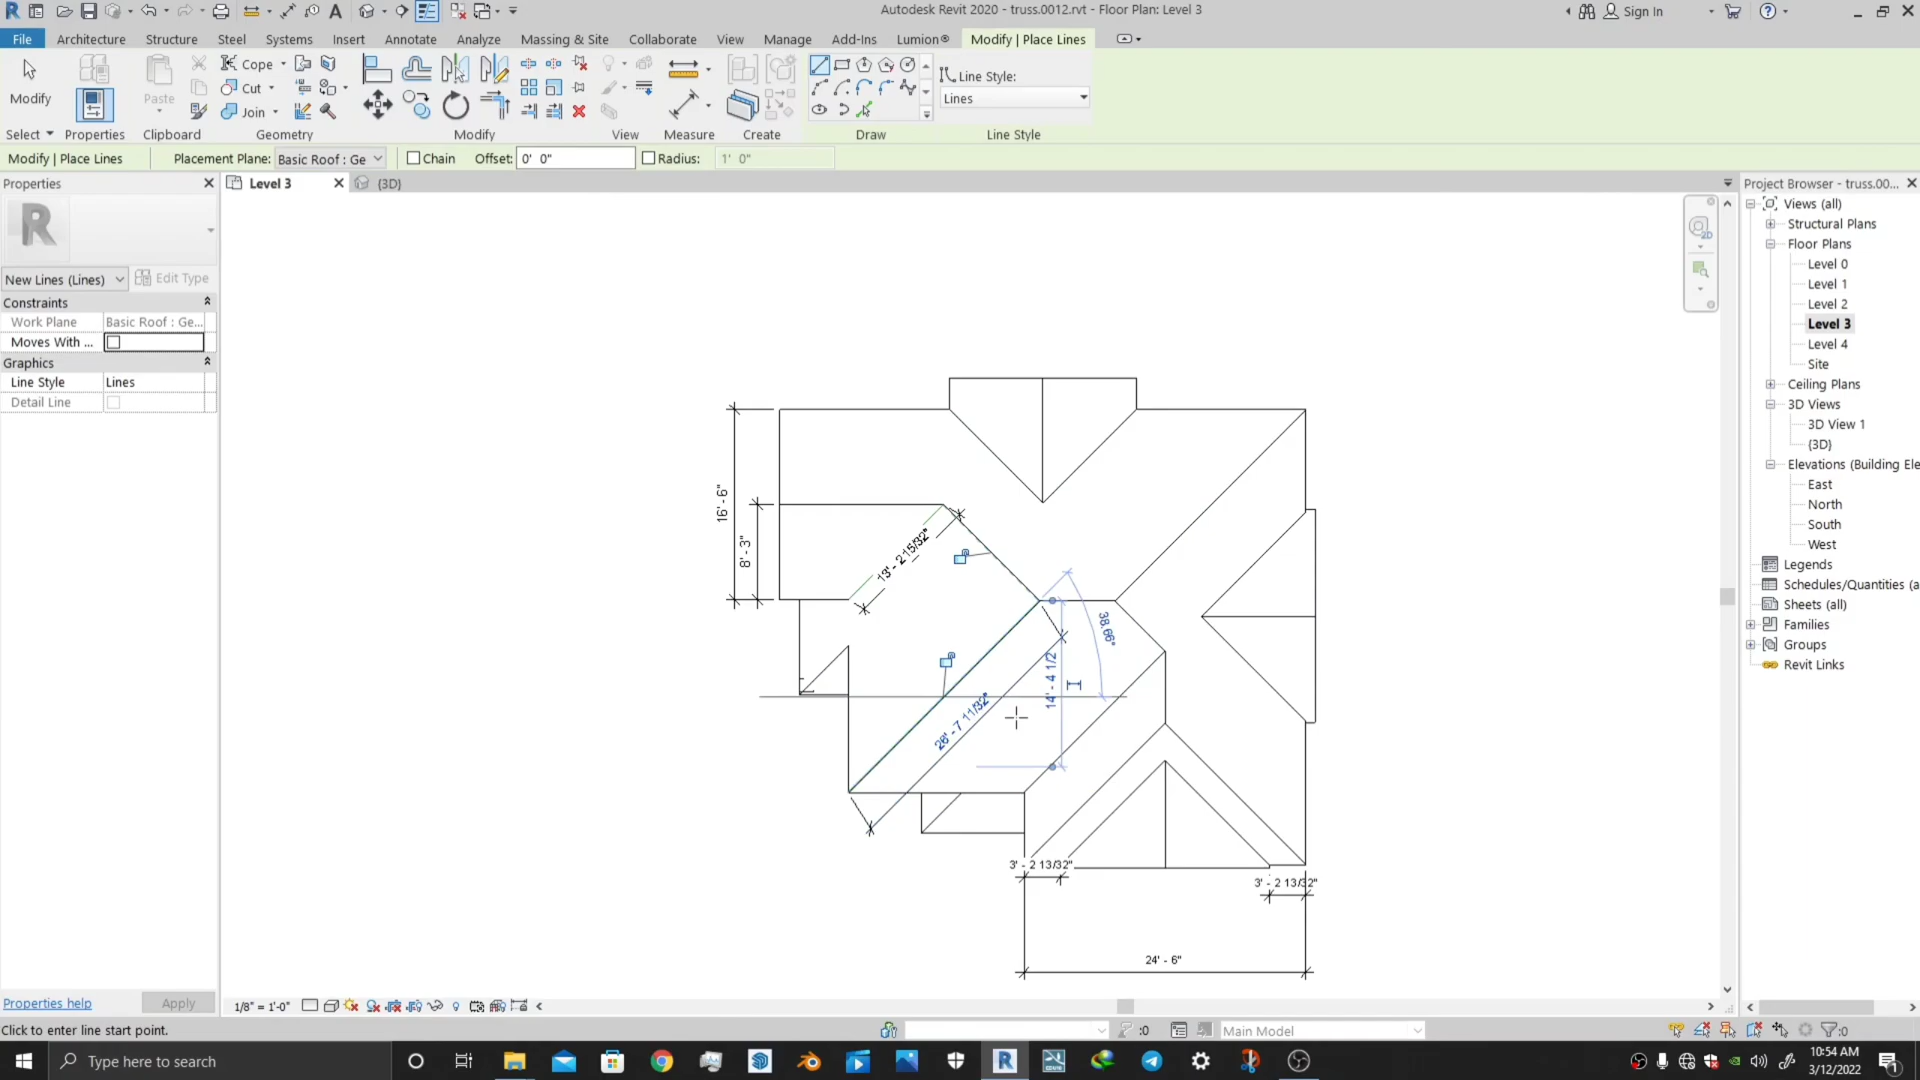 Autodesk Revit 2020 - truss.0012.rvt - Floor Plan: Level 3
Sign In
File
Architecture
Structure
Steel
Systems
Insert
Annotate
Analyze
Massing & Site
Collaborate
View
Manage
Add-Ins
Lumion®
Modify | Place Lines
Modify
Paste
Cope
Cut
Join
Line Style:
Lines
Select
Properties
Clipboard
Geometry
Modify
View
Measure
Create
Draw
Line Style
Modify | Place Lines
Placement Plane:
Basic Roof : Ge
Chain
Offset:
0' 0"
Radius:
1' 0"
Properties
Level 3
{3D}
Project Browser - truss.00...
New Lines (Lines)
Edit Type
Constraints
Work Plane
Basic Roof : Ge...
Moves With ...
Graphics
Line Style
Lines
Detail Line
Views (all)
Structural Plans
Floor Plans
Level 0
Level 1
Level 2
Level 3
Level 4
Site
Ceiling Plans
3D Views
3D View 1
{3D}
Elevations (Building Ele
East
North
South
West
Legends
Schedules/Quantities (a
Sheets (all)
Families
Groups
Revit Links
2D
16' - 6"
8' - 3"
13' - 2 15/32"
38.66°
14' - 4 1/2
26' - 7 11/32"
3' - 2 13/32"
3' - 2 13/32"
24' - 6"
Properties help
Apply
1/8" = 1'-0"
Click to enter line start point.
:0
Main Model
:0
Type here to search
10:54 AM
3/12/2022